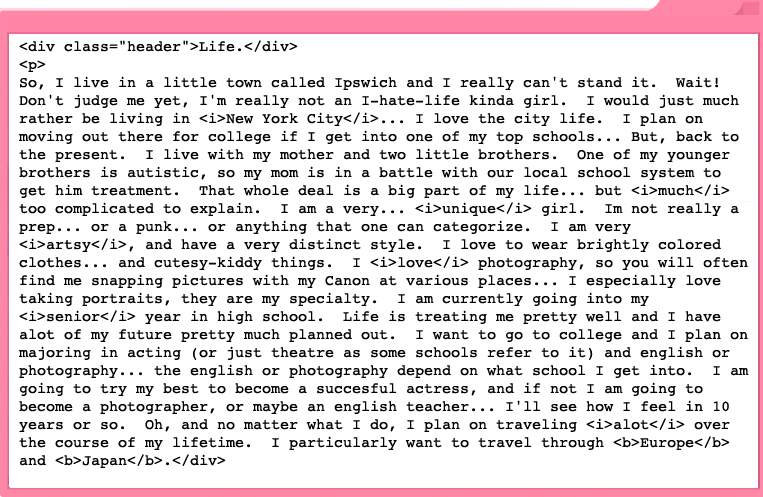 <div class="header">Life.</div>
<p>
So, I live in a little town called Ipswich and I really can't stand it.  Wait!
Don't judge me yet, I'm really not an I-hate-life kinda girl.  I would just much
rather be living in <i>New York City</i>... I love the city life.  I plan on
moving out there for college if I get into one of my top schools... But, back to
the present.  I live with my mother and two little brothers.  One of my younger
brothers is autistic, so my mom is in a battle with our local school system to
get him treatment.  That whole deal is a big part of my life... but <i>much</i>
too complicated to explain.  I am a very... <i>unique</i> girl.  Im not really a
prep... or a punk... or anything that one can categorize.  I am very
<i>artsy</i>, and have a very distinct style.  I love to wear brightly colored
clothes... and cutesy-kiddy things.  I <i>love</i> photography, so you will often
find me snapping pictures with my Canon at various places... I especially love
taking portraits, they are my specialty.  I am currently going into my
<i>senior</i> year in high school.  Life is treating me pretty well and I have
alot of my future pretty much planned out.  I want to go to college and I plan on
majoring in acting (or just theatre as some schools refer to it) and english or
photography... the english or photography depend on what school I get into.  I am
going to try my best to become a succesful actress, and if not I am going to
become a photographer, or maybe an english teacher... I'll see how I feel in 10
years or so.  Oh, and no matter what I do, I plan on traveling <i>alot</i> over
the course of my lifetime.  I particularly want to travel through <b>Europe</b>
and <b>Japan</b>.</div>